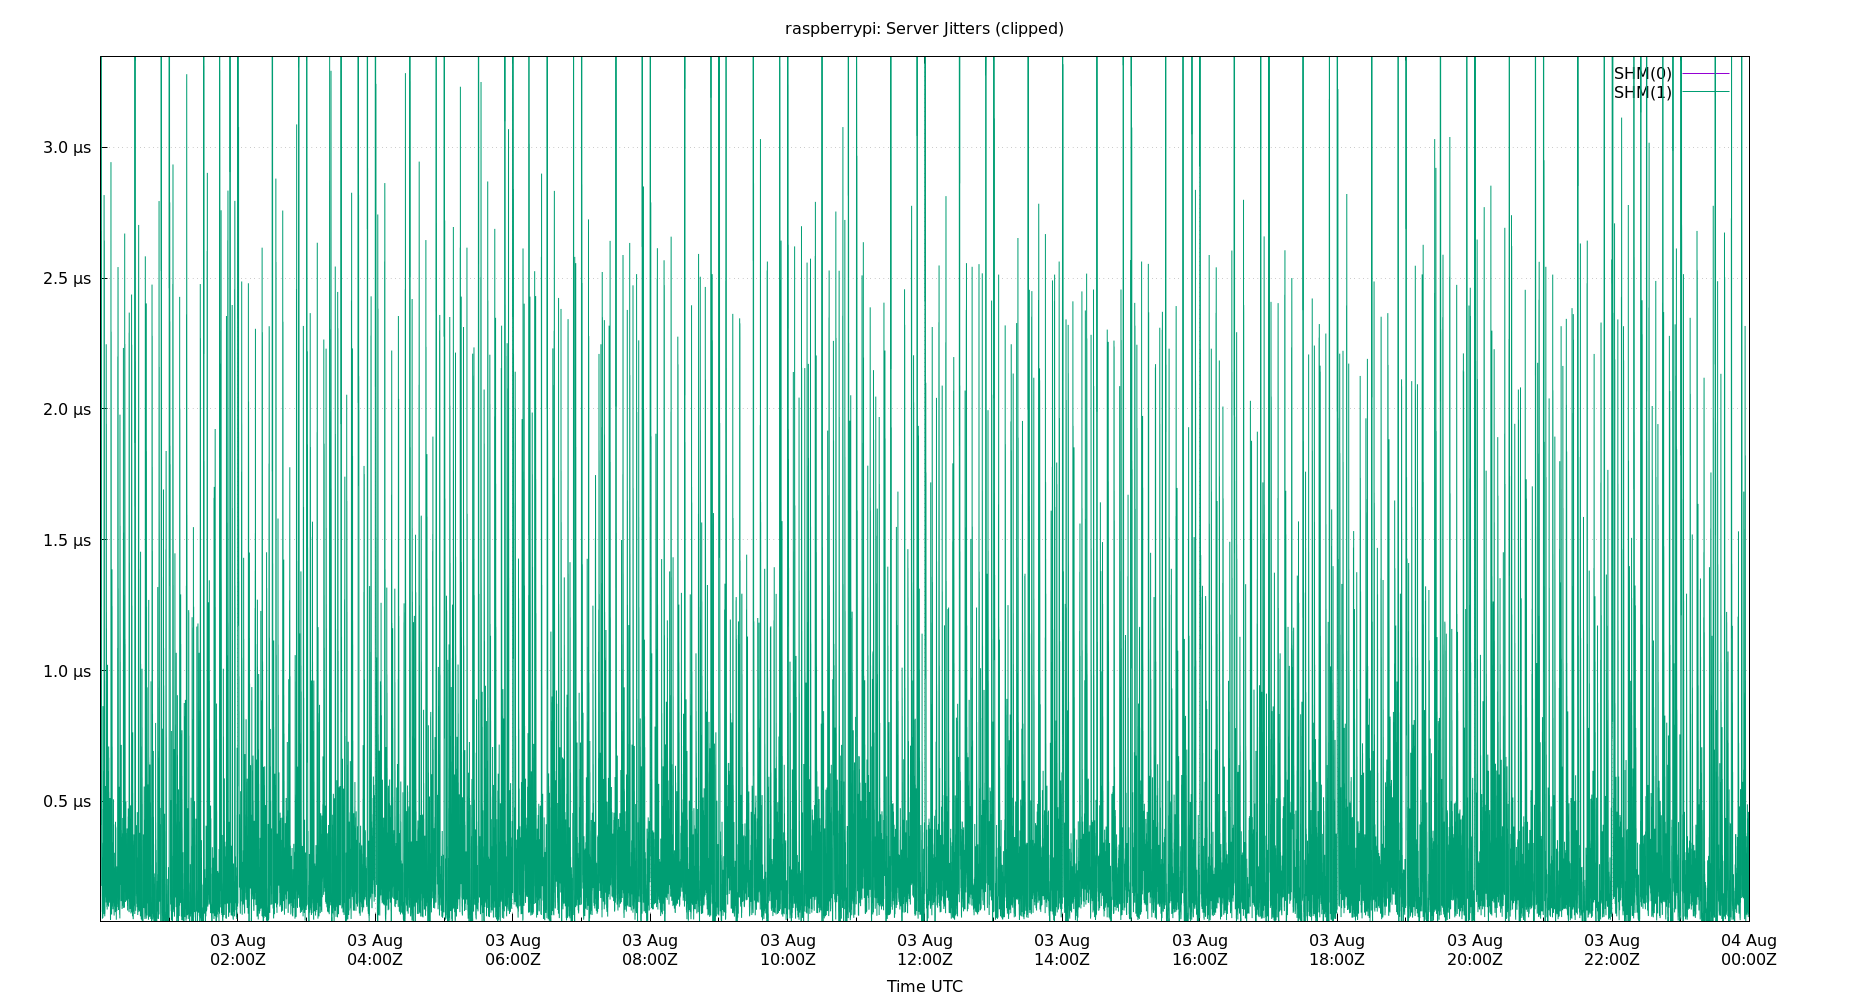 raspberrypi: Server Jitters (clipped)
SHM(0)
SHM(1)
3.0 µs
2.5 µs
2.0 µs
1.5 µs
1.0 µs
0.5 µs
03 Aug 03 Aug 03 Aug 03 Aug 03 Aug 03 Aug 03 Aug 03 Aug 03 Aug 03 Aug 03 Aug 04 Aug
02:00Z 04:00Z 06:00Z 08:00Z 10:00Z 12:00Z 14:00Z 16:00Z 18:00Z 20:00Z 22:00Z 00:00Z
Time UTC